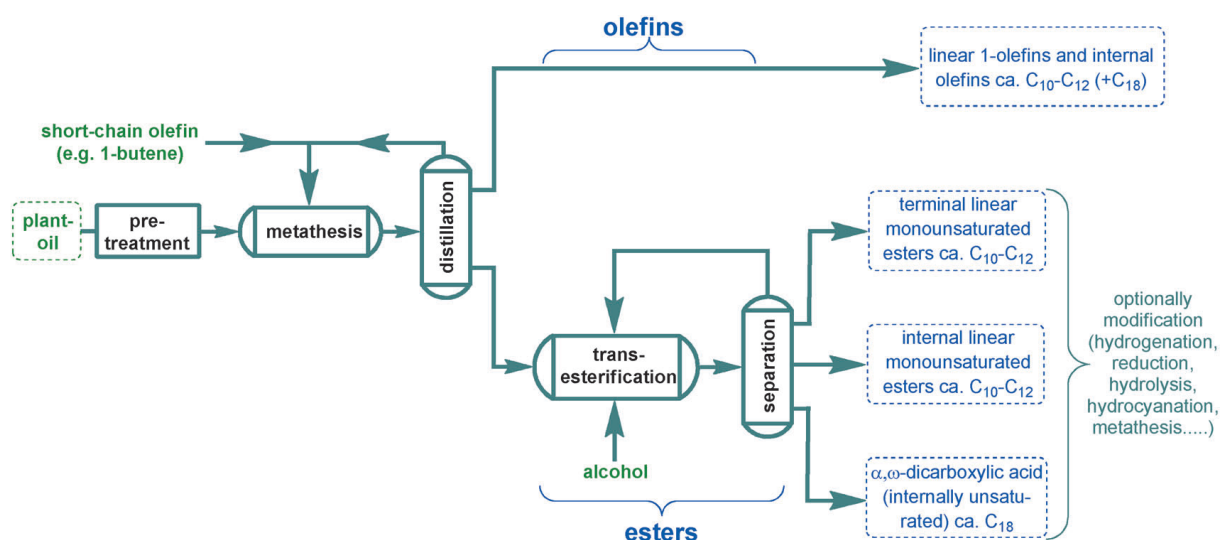 olefins
linear 1-olefins and internal
olefins ca. C₁₀-C₁₂ (+C₁₈)
short-chain olefin
(e.g. 1-butene)
plant-
oil
pre-
treatment
metathesis
distillation
terminal linear
monounsaturated
esters ca. C₁₀-C₁₂
trans-
esterification
separation
internal linear
monounsaturated
esters ca. C₁₀-C₁₂
optionally
modification
(hydrogenation,
reduction,
hydrolysis,
hydrocyanation,
metathesis.....)
alcohol
α,ω-dicarboxylic acid
(internally unsatu-
rated) ca. C₁₈
esters